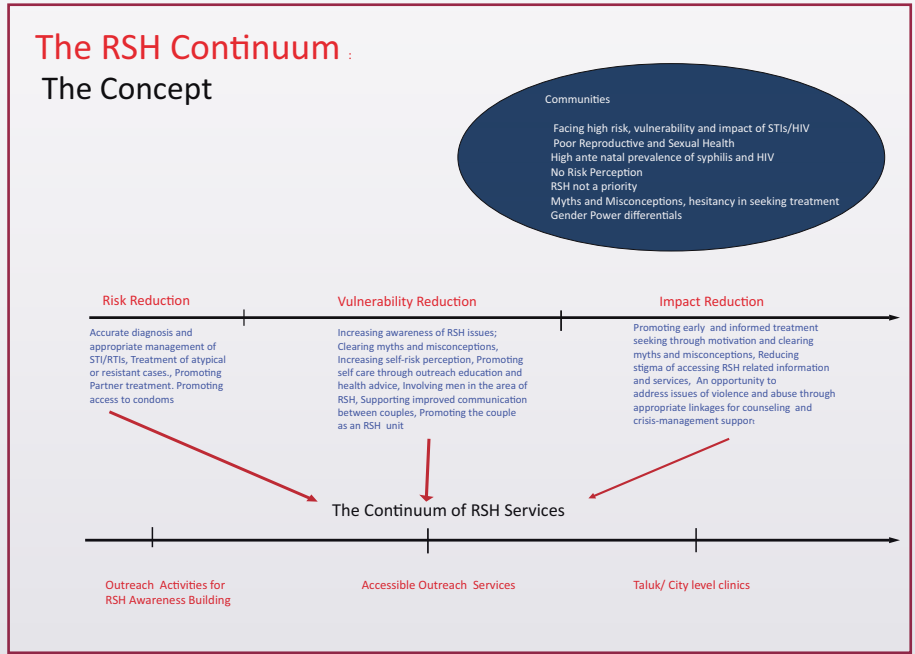 The RSH Continuum :
The Concept
Communities
Facing high risk, vulnerability and impact of STIs/HIV
Poor Reproductive and Sexual Health
High ante natal prevalence of syphilis and HIV
No Risk Perception
RSH not a priority
Myths and Misconceptions, hesitancy in seeking treatment
Gender Power differentials
Risk Reduction
Accurate diagnosis and
appropriate management of
STI/RTIs, Treatment of atypical
or resistant cases., Promoting
Partner treatment. Promoting
access to condoms
Vulnerability Reduction
Increasing awareness of RSH issues;
Clearing myths and misconceptions,
Increasing self-risk perception, Promoting
self care through outreach education and
health advice, Involving men in the area of
RSH, Supporting improved communication
between couples, Promoting the couple
as an RSH unit
Impact Reduction
Promoting early and informed treatment
seeking through motivation and clearing
myths and misconceptions, Reducing
stigma of accessing RSH related information
and services, An opportunity to
address issues of violence and abuse through
appropriate linkages for counseling and
crisis-management support
The Continuum of RSH Services
Outreach Activities for
RSH Awareness Building
Accessible Outreach Services
Taluk/ City level clinics